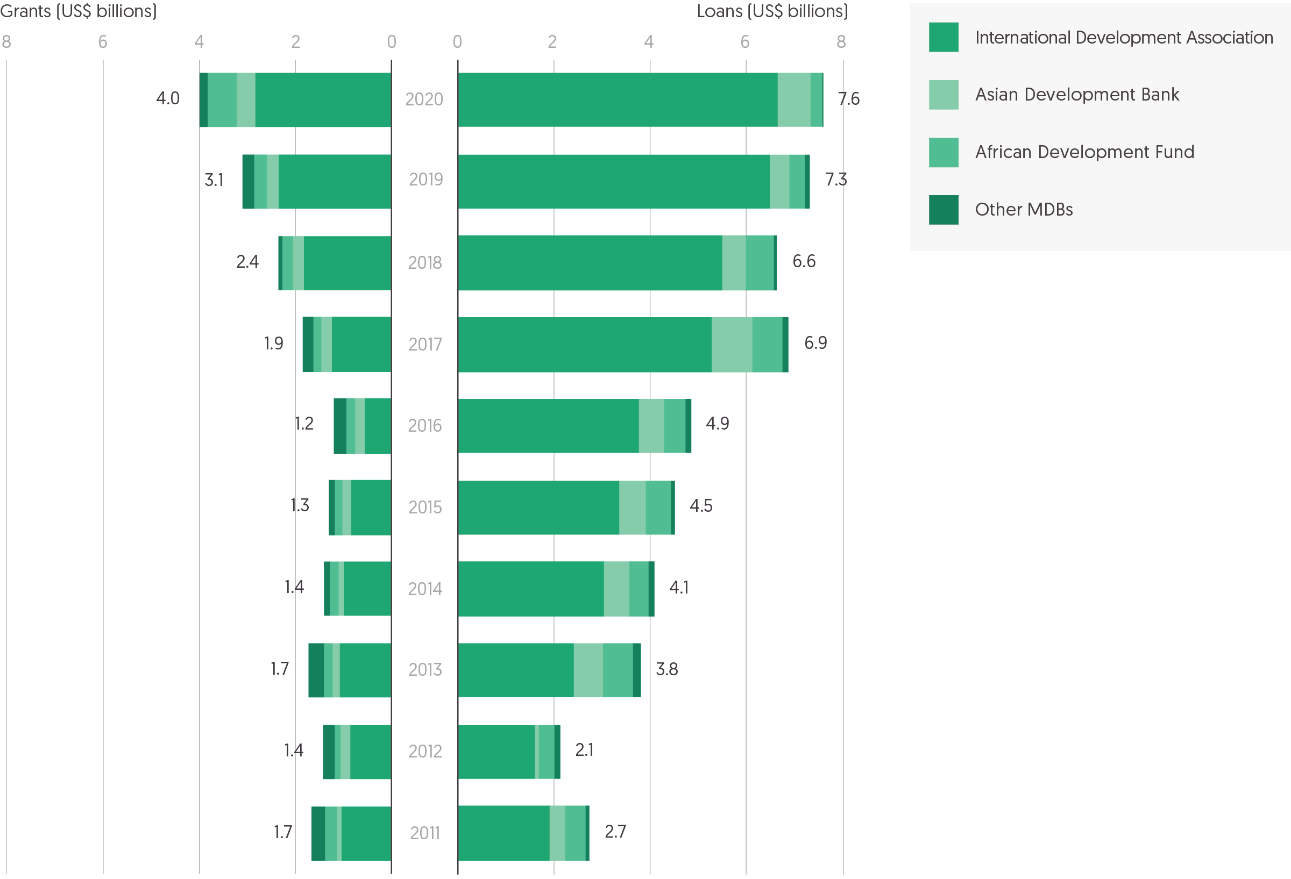 Grants (US$ billions) Loans (US$ billions)
8 6 4 2 0 0 2 4 6 8
International Development Association
Asian Development Bank
African Development Fund
Other MDBs
4.0 2020 7.6
3.1 2019 7.3
2.4 2018 6.6
1.9 2017 6.9
1.2 2016 4.9
1.3 2015 4.5
1.4 2014 4.1
1.7 2013 3.8
1.4 2012 2.1
1.7 2011 2.7